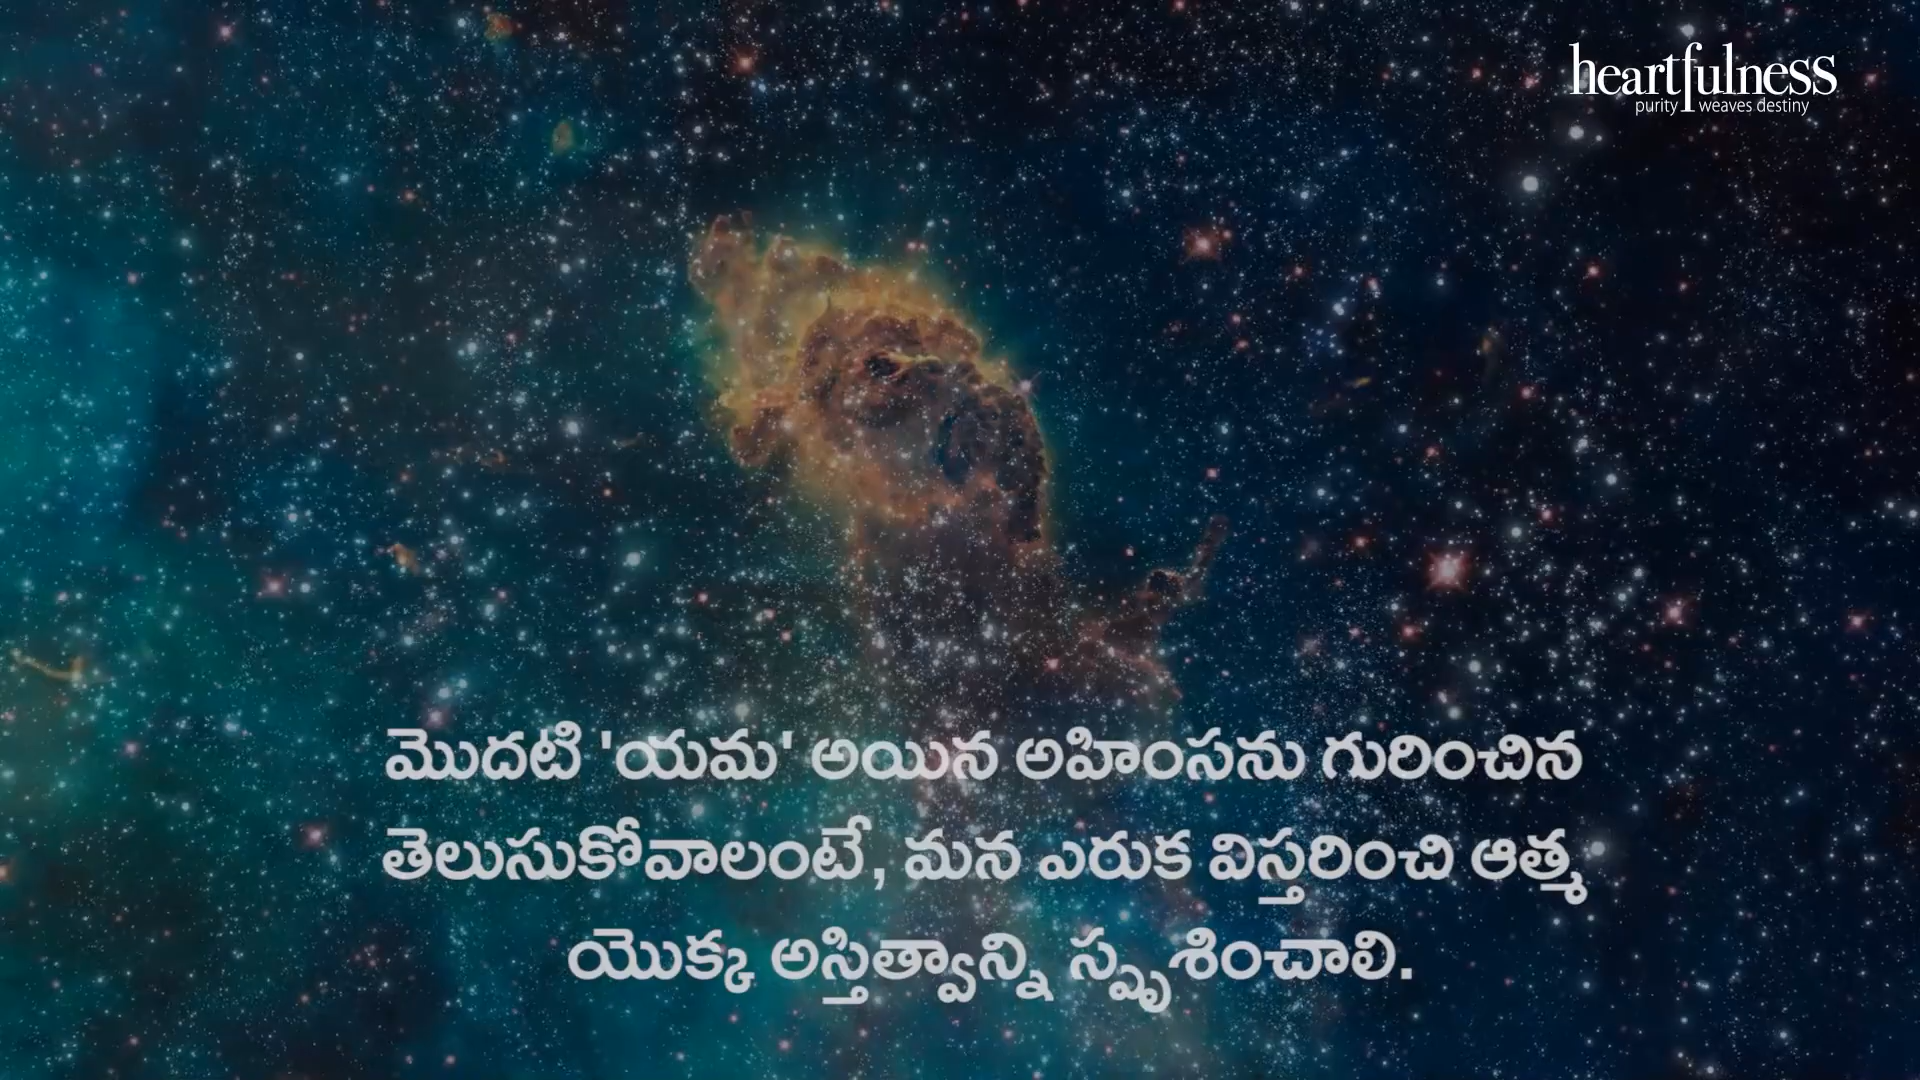 heartfulness
purity weaves destiny
మొదటి 'యమ' అయిన అహింసను గురించిన
తెలుసుకోవాలంటే, మన ఎరుక విస్తరించి ఆత్మ
యొక్క అస్తిత్వాన్ని స్పృశించాలి.